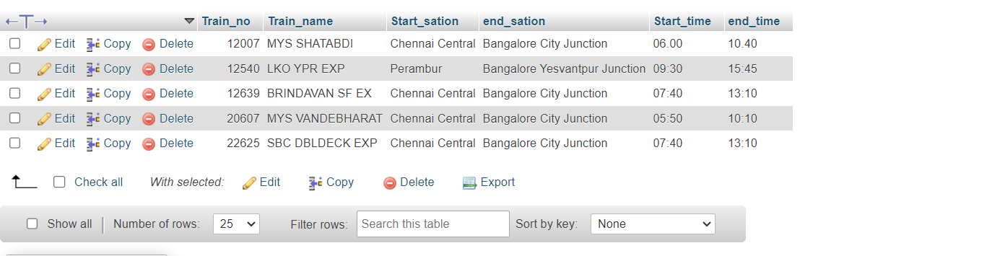 Train_no Train_name Start_sation end_sation Start_time end_time
Edit Copy Delete 12007 MYS SHATABDI Chennai Central Bangalore City Junction 06.00 10.40
Edit Copy Delete 12540 LKO YPR EXP Perambur Bangalore Yesvantpur Junction 09:30 15:45
Edit Copy Delete 12639 BRINDAVAN SF EX Chennai Central Bangalore City Junction 07:40 13:10
Edit Copy Delete 20607 MYS VANDEBHARAT Chennai Central Bangalore City Junction 05:50 10:10
Edit Copy Delete 22625 SBC DBLDECK EXP Chennai Central Bangalore City Junction 07:40 13:10
Check all With selected: Edit Copy Delete Export
Show all Number of rows: 25 Filter rows: Search this table Sort by key: None